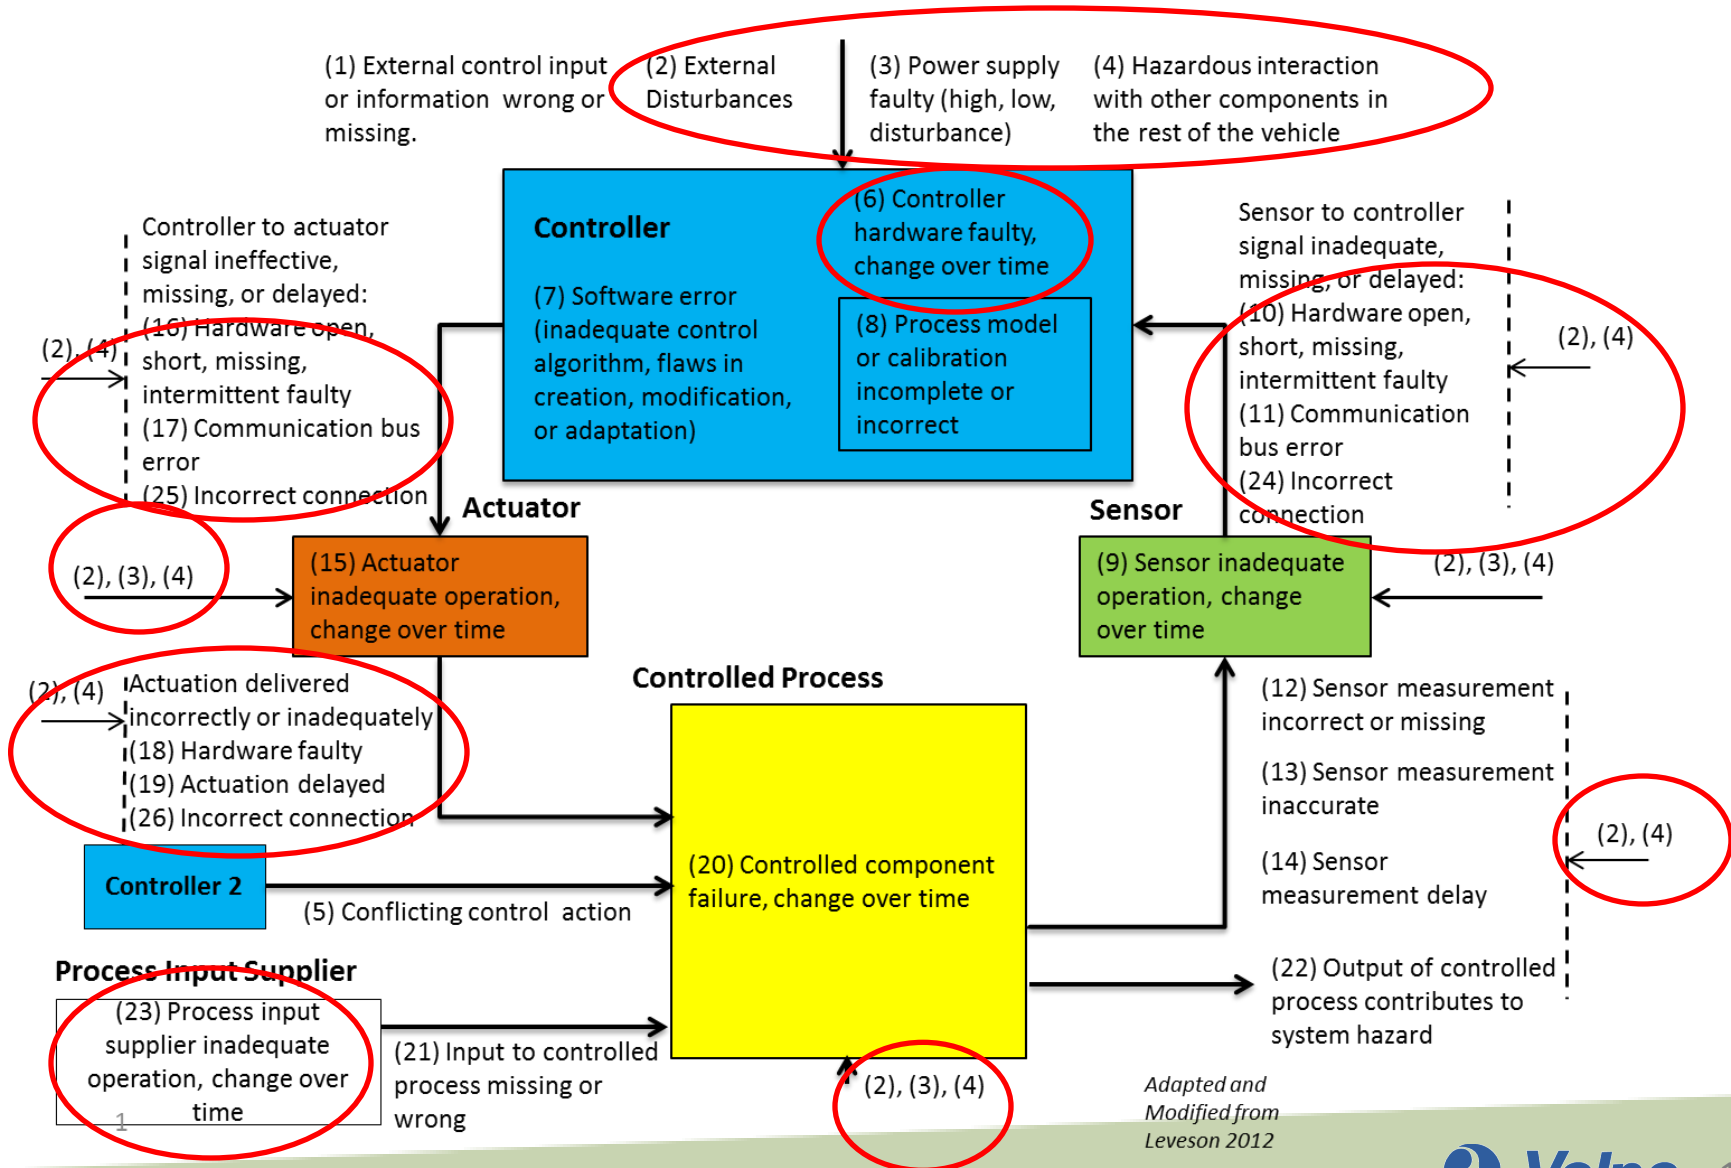 (1) External control input
or information wrong or
missing.
(2) External
Disturbances
(3) Power supply
faulty (high, low,
disturbance)
(4) Hazardous interaction
with other components in
the rest of the vehicle
Controller to actuator
signal ineffective,
missing, or delayed:
(16) Hardware open,
short, missing,
intermittent faulty
(17) Communication bus
error
(25) Incorrect connection
(2), (4)
Controller
(6) Controller
hardware faulty,
change over time
(7) Software error
(inadequate control
algorithm, flaws in
creation, modification,
or adaptation)
(8) Process model
or calibration
incomplete or
incorrect
Sensor to controller
signal inadequate,
missing, or delayed:
(10) Hardware open,
short, missing,
intermittent faulty
(11) Communication
bus error
(24) Incorrect
connection
(2), (4)
Actuator
(2), (3), (4)
(15) Actuator
inadequate operation,
change over time
Sensor
(9) Sensor inadequate
operation, change
over time
(2), (3), (4)
(2), (4)
Actuation delivered
incorrectly or inadequately
(18) Hardware faulty
(19) Actuation delayed
(26) Incorrect connection
Controlled Process
(20) Controlled component
failure, change over time
(12) Sensor measurement
incorrect or missing
(13) Sensor measurement
inaccurate
(14) Sensor
measurement delay
(2), (4)
Controller 2
(5) Conflicting control action
Process Input Supplier
(23) Process input
supplier inadequate
operation, change over
time
1
(21) Input to controlled
process missing or
wrong
(2), (3), (4)
(22) Output of controlled
process contributes to
system hazard
Adapted and
Modified from
Leveson 2012
Volpe